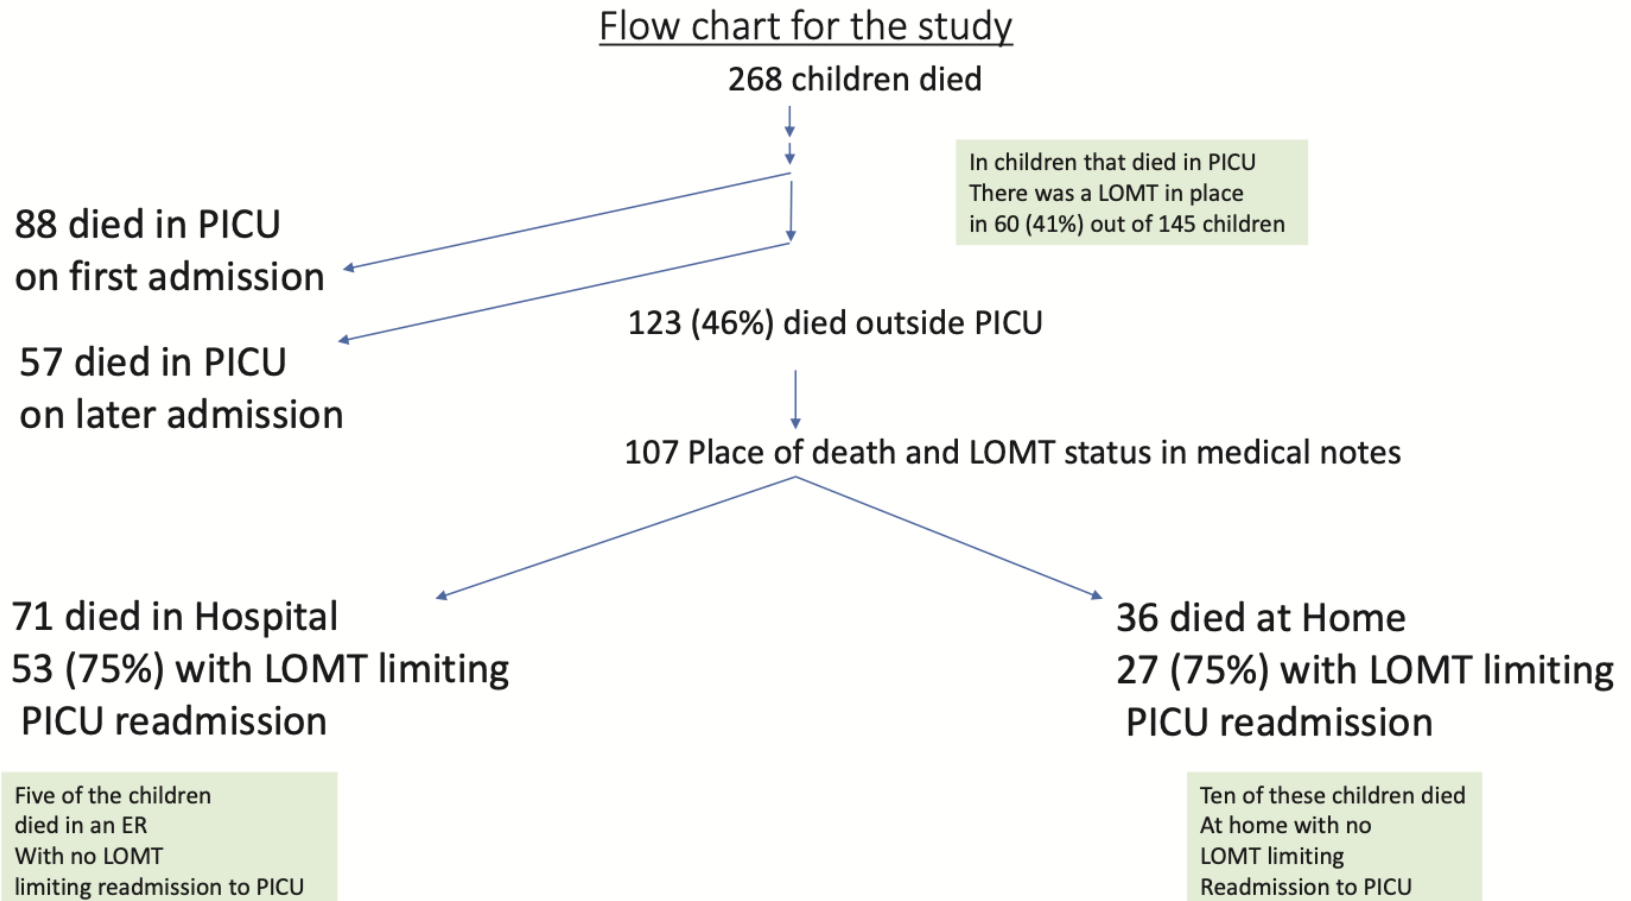 Flow chart for the study
268 children died
In children that died in PICU
There was a LOMT in place
in 60 (41%) out of 145 children
88 died in PICU
on first admission
57 died in PICU
on later admission
123 (46%) died outside PICU
107 Place of death and LOMT status in medical notes
71 died in Hospital
53 (75%) with LOMT limiting
PICU readmission
36 died at Home
27 (75%) with LOMT limiting
PICU readmission
Five of the children
died in an ER
With no LOMT
limiting readmission to PICU
Ten of these children died
At home with no
LOMT limiting
Readmission to PICU